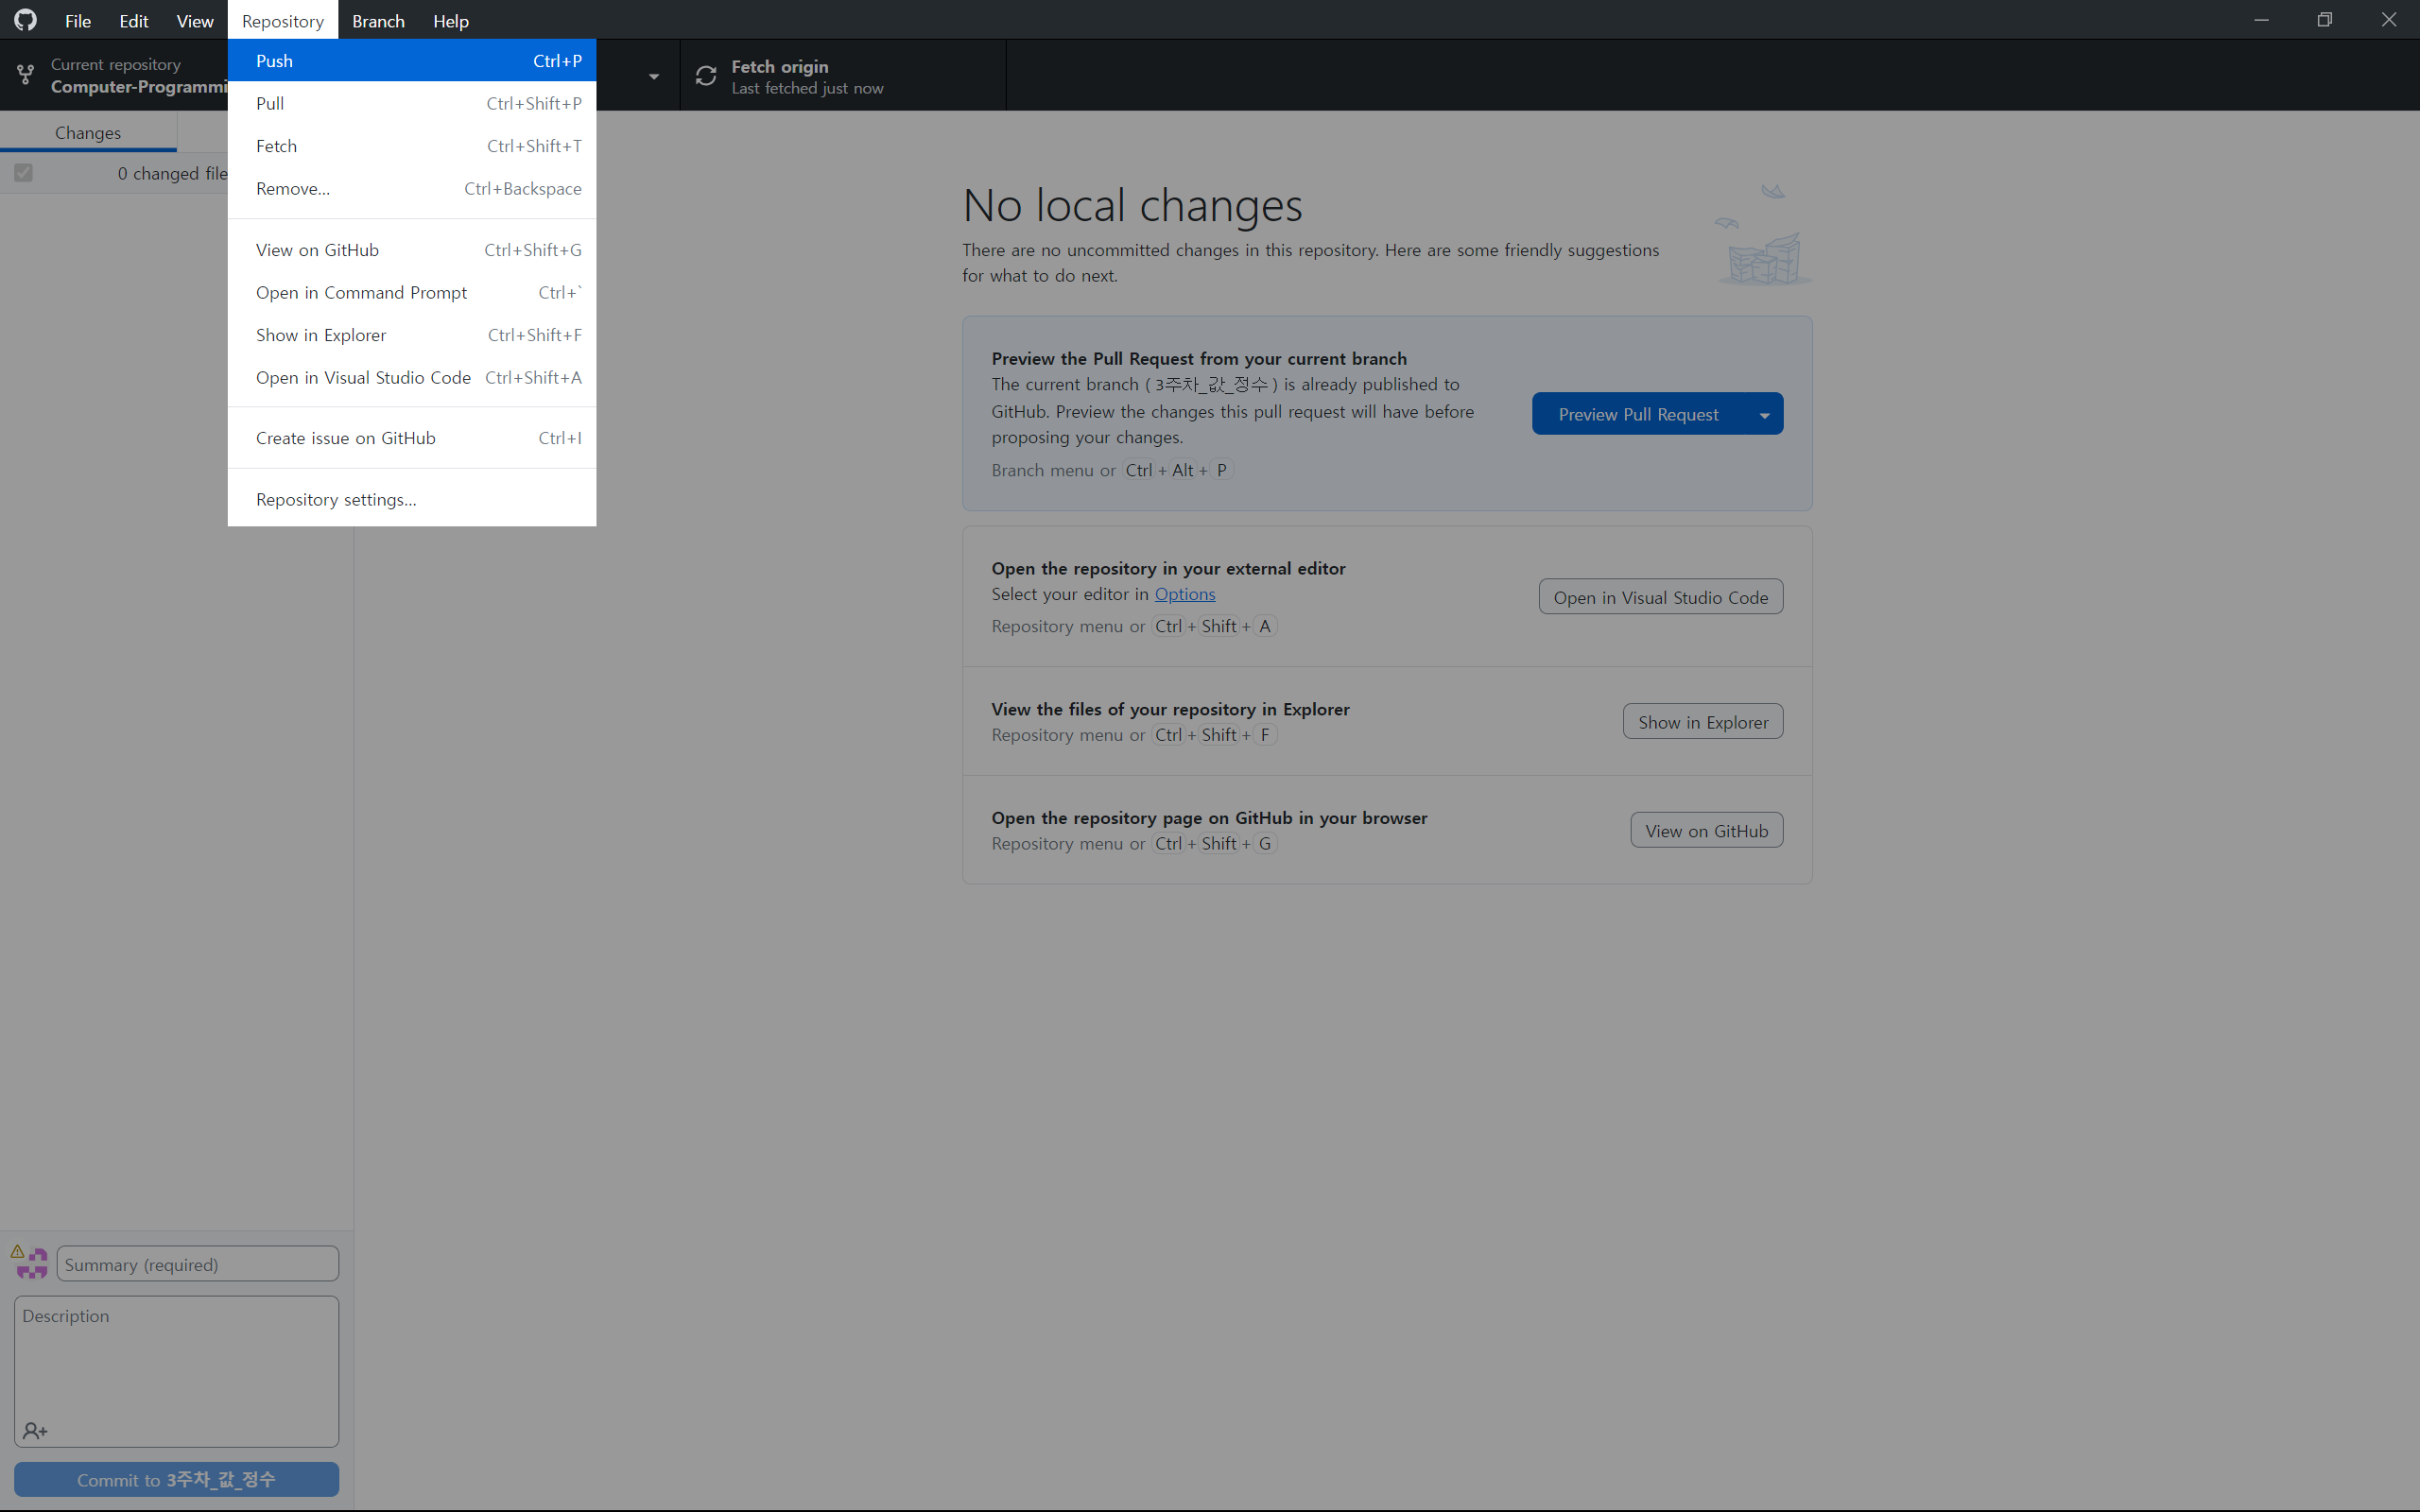 File Edit View Repository Branch Help
Current repository
Computer-Programmi
Fetch origin
Last fetched just now
Push Ctrl+P
Pull Ctrl+Shift+P
Fetch Ctrl+Shift+T
Remove... Ctrl+Backspace
View on GitHub Ctrl+Shift+G
Open in Command Prompt Ctrl+`
Show in Explorer Ctrl+Shift+F
Open in Visual Studio Code Ctrl+Shift+A
Create issue on GitHub Ctrl+I
Repository settings...
Changes
0 changed file
No local changes
There are no uncommitted changes in this repository. Here are some friendly suggestions
for what to do next.
Preview the Pull Request from your current branch
The current branch ( 3주차_값_정수 ) is already published to
GitHub. Preview the changes this pull request will have before
proposing your changes.
Branch menu or Ctrl + Alt + P
Preview Pull Request
Open the repository in your external editor
Select your editor in Options
Repository menu or Ctrl + Shift + A
Open in Visual Studio Code
View the files of your repository in Explorer
Repository menu or Ctrl + Shift + F
Show in Explorer
Open the repository page on GitHub in your browser
Repository menu or Ctrl + Shift + G
View on GitHub
Summary (required)
Description
Commit to 3주차_값_정수